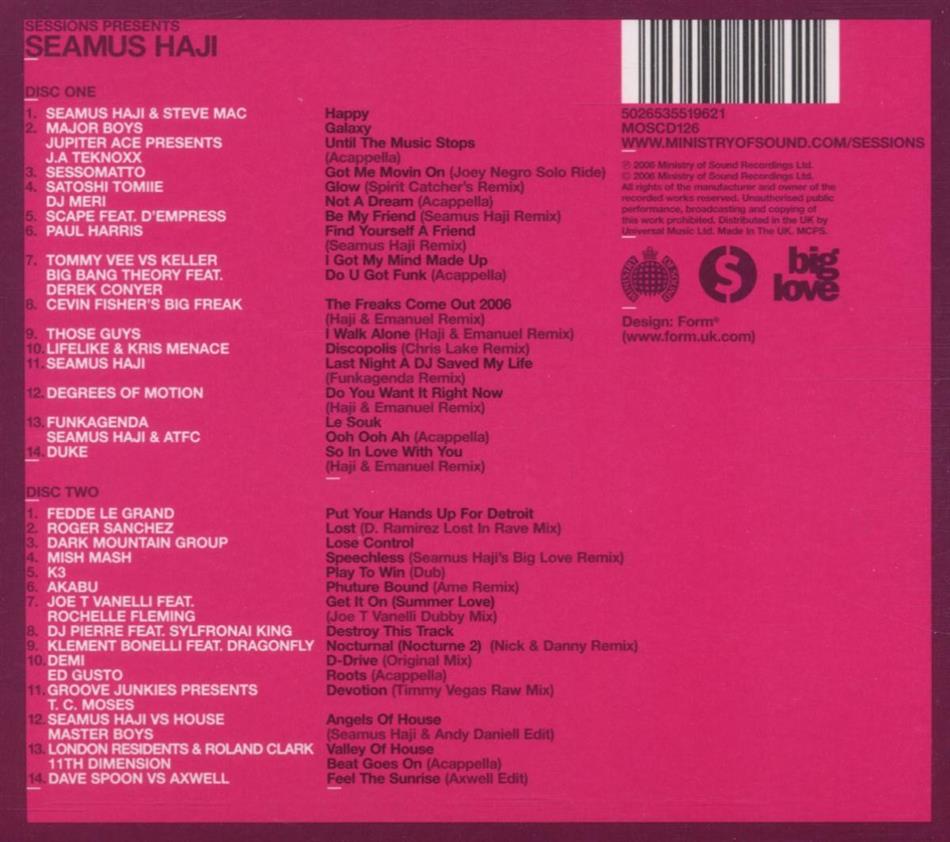 SESSIONS PRESENTS
SEAMUS HAJI
DISC ONE
1. SEAMUS HAJI & STEVE MAC Happy
2. MAJOR BOYS Galaxy
JUPITER ACE PRESENTS Until The Music Stops
J.A TEKNOXX (Acappella)
3. SESSOMATTO Got Me Movin On (Joey Negro Solo Ride)
4. SATOSHI TOMIIE Glow (Spirit Catcher's Remix)
DJ MERI Not A Dream (Acappella)
5. SCAPE FEAT. D'EMPRESS Be My Friend (Seamus Haji Remix)
6. PAUL HARRIS Find Yourself A Friend
(Seamus Haji Remix)
7. TOMMY VEE VS KELLER I Got My Mind Made Up
BIG BANG THEORY FEAT. Do U Got Funk (Acappella)
DEREK CONYER
8. CEVIN FISHER'S BIG FREAK The Freaks Come Out 2006
(Haji & Emanuel Remix)
9. THOSE GUYS I Walk Alone (Haji & Emanuel Remix)
10. LIFELIKE & KRIS MENACE Discopolis (Chris Lake Remix)
11. SEAMUS HAJI Last Night A DJ Saved My Life
(Funkagenda Remix)
12. DEGREES OF MOTION Do You Want It Right Now
(Haji & Emanuel Remix)
13. FUNKAGENDA Le Souk
SEAMUS HAJI & ATFC Ooh Ooh Ah (Acappella)
14. DUKE So In Love With You
(Haji & Emanuel Remix)
DISC TWO
1. FEDDE LE GRAND Put Your Hands Up For Detroit
2. ROGER SANCHEZ Lost (D. Ramirez Lost In Rave Mix)
3. DARK MOUNTAIN GROUP Lose Control
4. MISH MASH Speechless (Seamus Haji's Big Love Remix)
5. K3 Play To Win (Dub)
6. AKABU Phuture Bound (Ame Remix)
7. JOE T VANELLI FEAT. Get It On (Summer Love)
ROCHELLE FLEMING (Joe T Vanelli Dubby Mix)
8. DJ PIERRE FEAT. SYLFRONAI KING Destroy This Track
9. KLEMENT BONELLI FEAT. DRAGONFLY Nocturnal (Nocturne 2) (Nick & Danny Remix)
10. DEMI D-Drive (Original Mix)
ED GUSTO Roots (Acappella)
11. GROOVE JUNKIES PRESENTS Devotion (Timmy Vegas Raw Mix)
T. C. MOSES
12. SEAMUS HAJI VS HOUSE Angels Of House
MASTER BOYS (Seamus Haji & Andy Daniell Edit)
13. LONDON RESIDENTS & ROLAND CLARK Valley Of House
11TH DIMENSION Beat Goes On (Acappella)
14. DAVE SPOON VS AXWELL Feel The Sunrise (Axwell Edit)
5026535519621
MOSCD126
WWW.MINISTRYOFSOUND.COM/SESSIONS
℗ 2006 Ministry of Sound Recordings Ltd.
© 2006 Ministry of Sound Recordings Ltd.
All rights of the manufacturer and owner of the
recorded works reserved. Unauthorised public
performance, broadcasting and copying of
this work prohibited. Distributed in the UK by
Universal Music Ltd. Made In The UK. MCPS.
MINISTRY OF SOUND
S
big
love
Design: Form®
(www.form.uk.com)